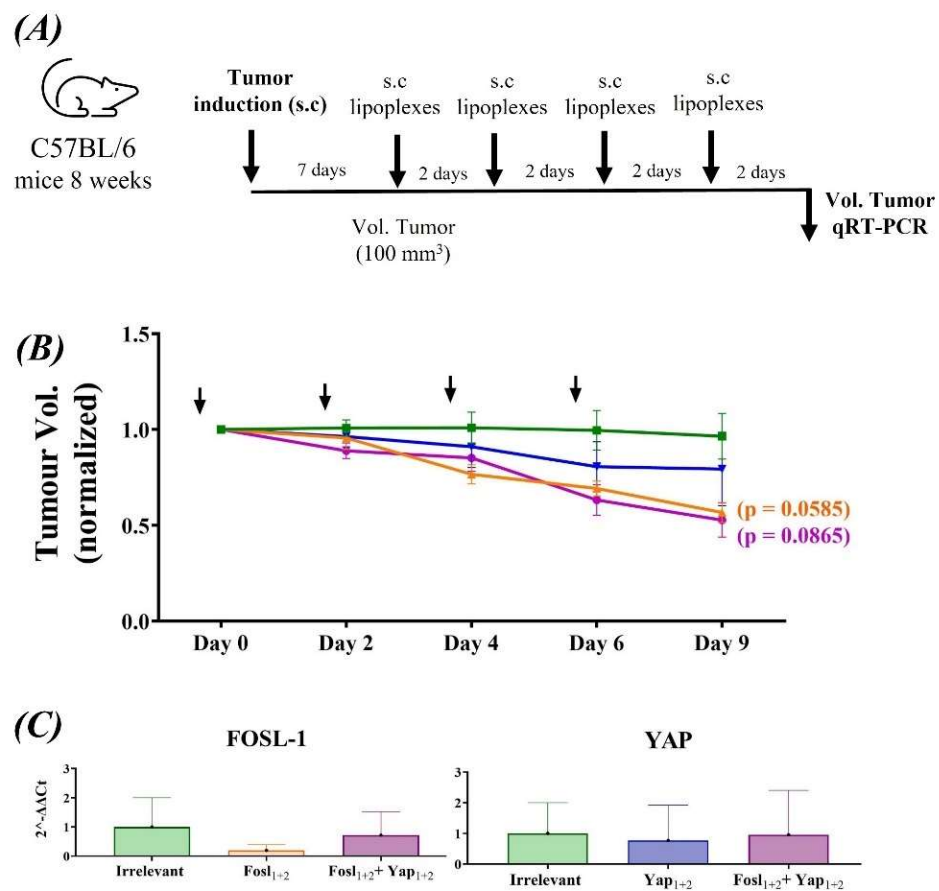 (A)
C57BL/6
mice 8 weeks
Tumor
induction (s.c)
s.c
lipoplexes
s.c
lipoplexes
s.c
lipoplexes
s.c
lipoplexes
7 days
2 days
2 days
2 days
2 days
Vol. Tumor
(100 mm³)
Vol. Tumor
qRT-PCR
(B)
Tumour Vol.
(normalized)
1.5
1.0
0.5
0.0
(p = 0.0585)
(p = 0.0865)
Day 0
Day 2
Day 4
Day 6
Day 9
(C)
FOSL-1
2^-ΔΔCt
3
2
1
0
Irrelevant
Fosl₁₊₂
Fosl₁₊₂+ Yap₁₊₂
YAP
3
2
1
0
Irrelevant
Yap₁₊₂
Fosl₁₊₂+ Yap₁₊₂